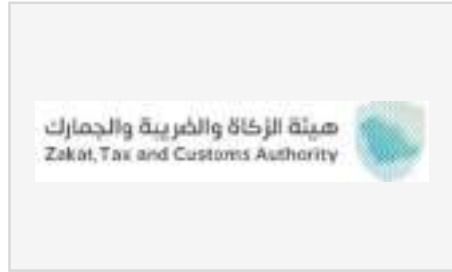 هيئة الزكاة والضريبة والجمارك
Zakat, Tax and Customs Authority